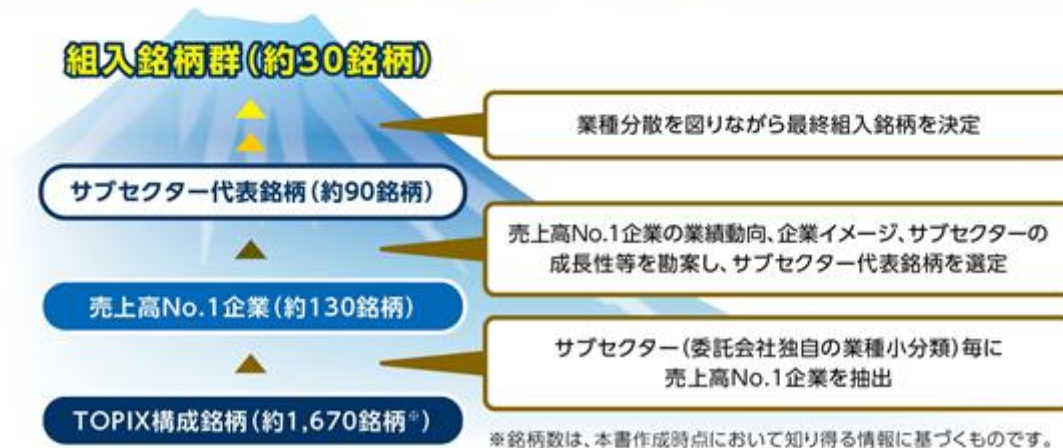 組入銘柄群(約30銘柄)
業種分散を図りながら最終組入銘柄を決定
サブセクター代表銘柄(約90銘柄)
売上高No.1企業の業績動向、企業イメージ、サブセクターの
成長性等を勘案し、サブセクター代表銘柄を選定
売上高No.1企業(約130銘柄)
サブセクター(委託会社独自の業種小分類)毎に
売上高No.1企業を抽出
TOPIX構成銘柄(約1,670銘柄※)
※銘柄数は、本書作成時点において知り得る情報に基づくものです。